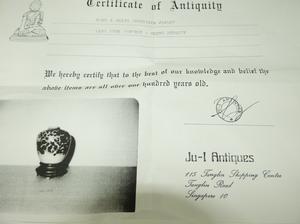 Certificate of Antiquity
We hereby certify that to the best of our knowledge and belief the
above items are all over one hundred years old.
Ju-I Antiques
115 Tanglin Shopping Centre
Tanglin Road
Singapore 10